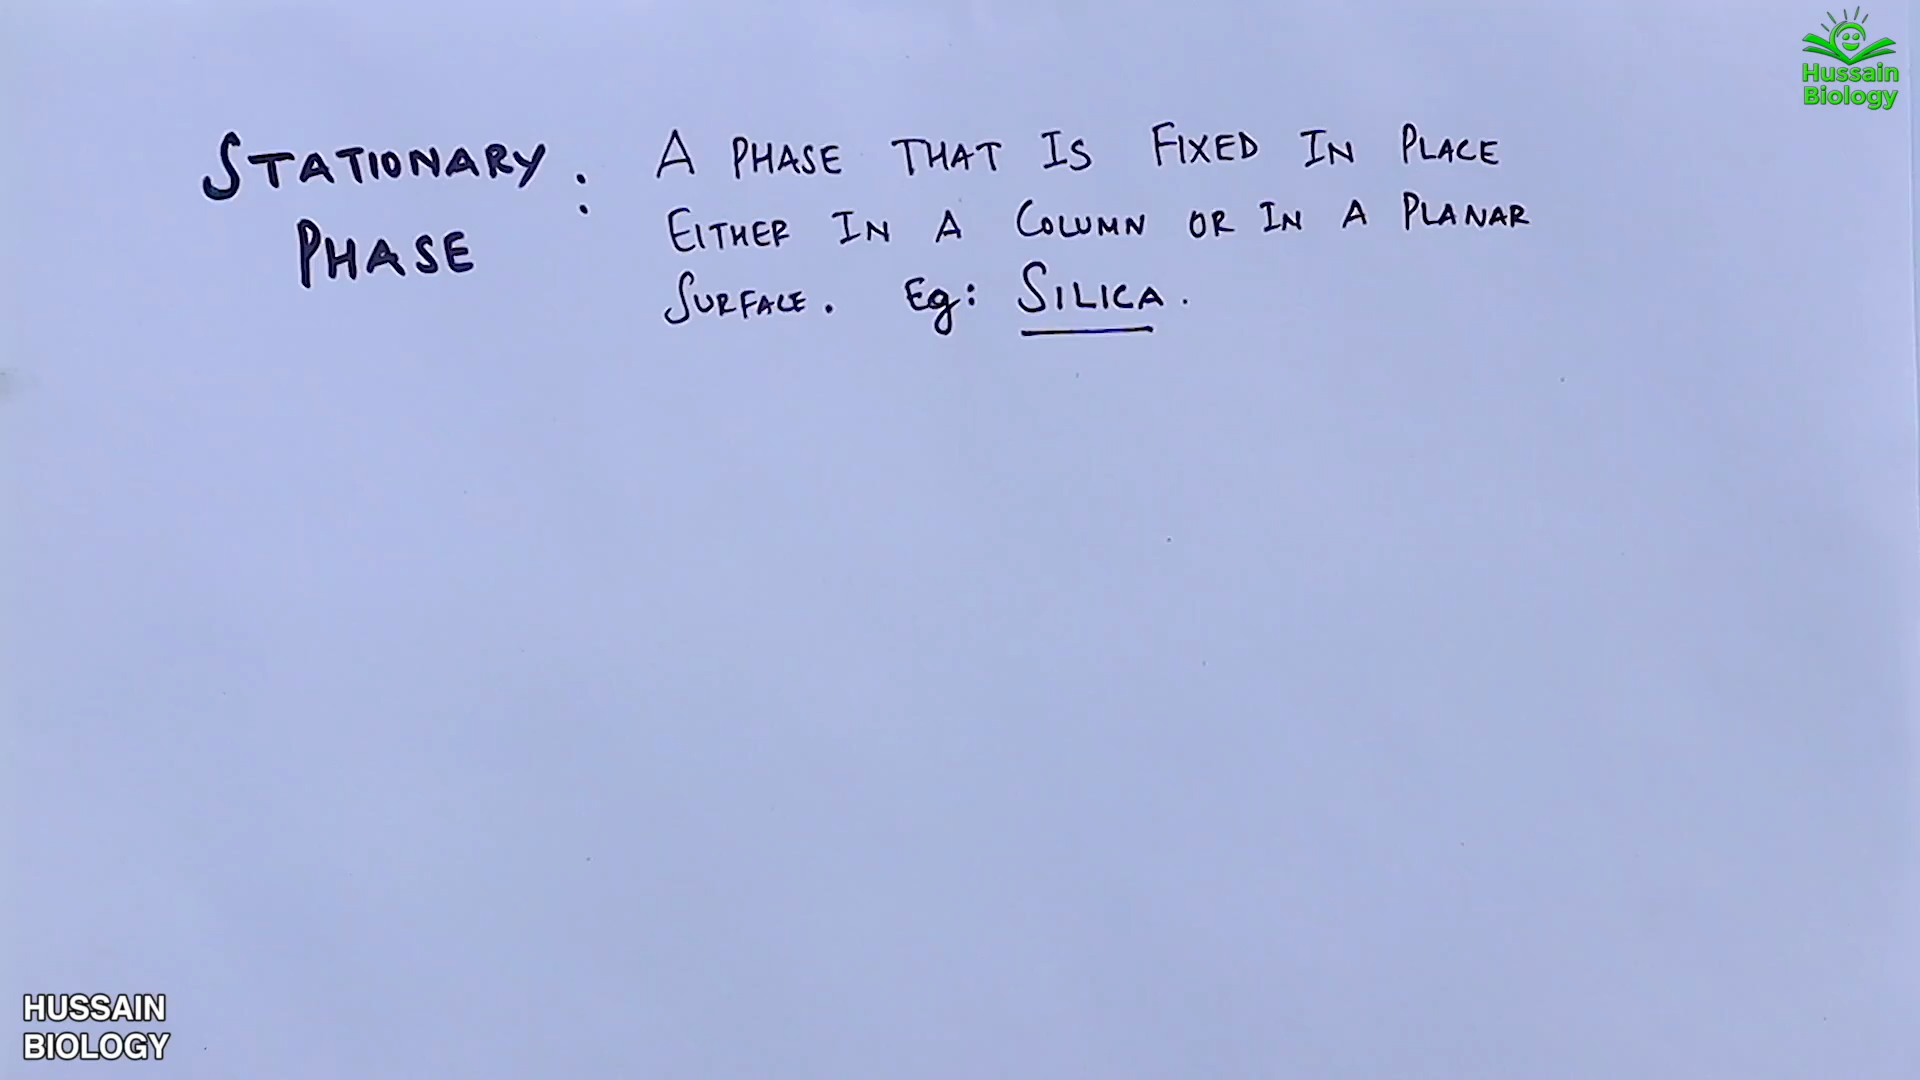 STATIONARY : A PHASE THAT IS FIXED IN PLACE
PHASE EITHER IN A COLUMN OR IN A PLANAR
SURFACE. Eg: SILICA.
Hussain
Biology
HUSSAIN
BIOLOGY